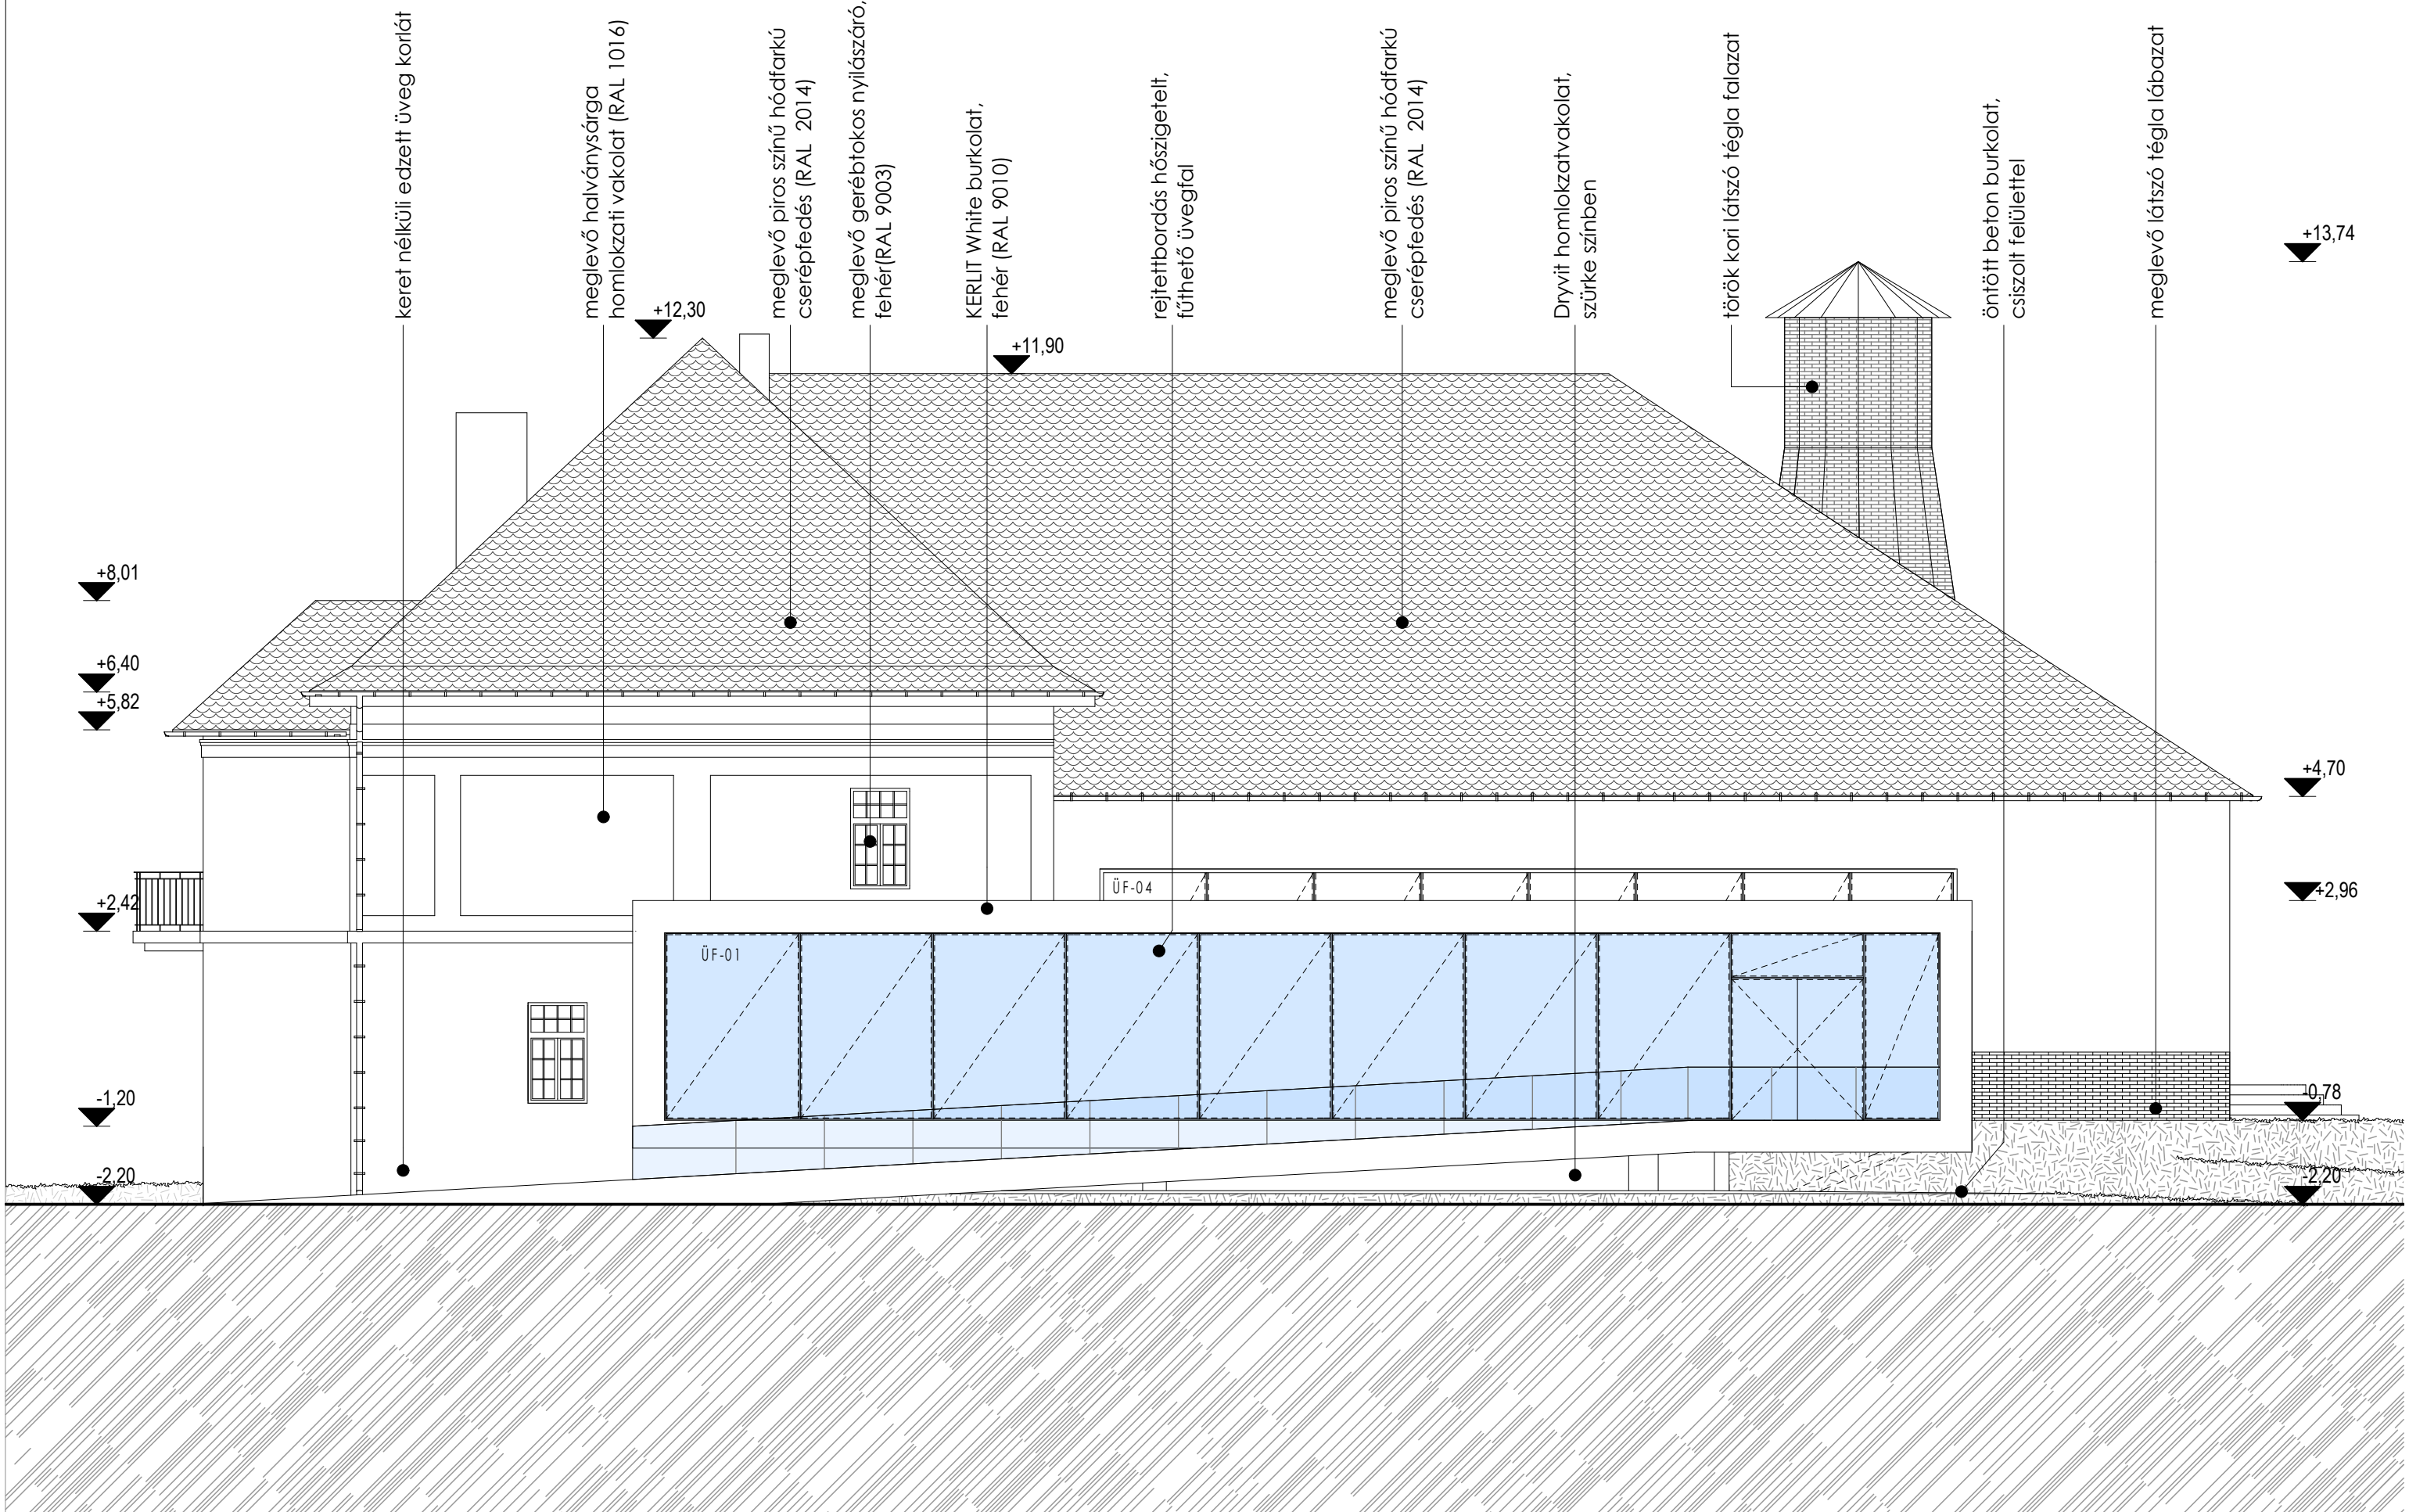 keret nélküli edzett üveg korlát
meglevő halványsárga
homlokzati vakolat (RAL 1016)
meglevő piros színű hódfarkú
cserépfedés (RAL 2014)
meglevő gerébtokos nyilászáró,
fehér(RAL 9003)
KERLIT White burkolat,
fehér (RAL 9010)
rejtettbordás hőszigetelt,
fűthető üvegfal
meglevő piros színű hódfarkú
cserépfedés (RAL 2014)
Dryvit homlokzatvakolat,
szürke színben
török kori látszó tégla falazat
öntött beton burkolat,
csiszolt felülettel
meglevő látszó tégla lábazat
+13,74
+12,30
+11,90
+8,01
+6,40
+5,82
+4,70
ÜF-04
+2,96
+2,42
ÜF-01
-1,20
-0,78
-2,20
-2,20